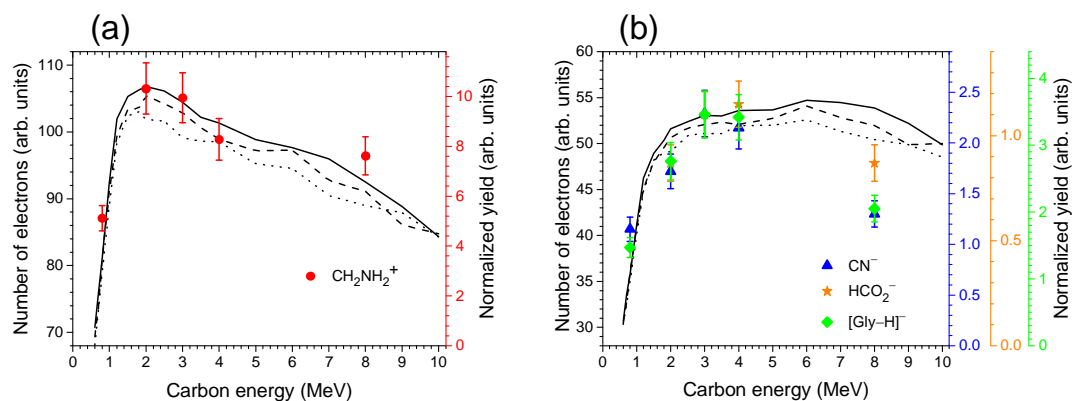 (a)
Number of electrons (arb. units)
110
100
90
80
70
0 1 2 3 4 5 6 7 8 9 10
Carbon energy (MeV)
CH₂NH₂⁺
10
8
6
4
2
0
Normalized yield (arb. units)
(b)
Number of electrons (arb. units)
60
55
50
45
40
35
30
0 1 2 3 4 5 6 7 8 9 10
Carbon energy (MeV)
CN⁻
HCO₂⁻
[Gly–H]⁻
2.5
2.0
1.5
1.0
0.5
0.0
1.0
0.5
0.0
4
3
2
1
0
Normalized yield (arb. units)